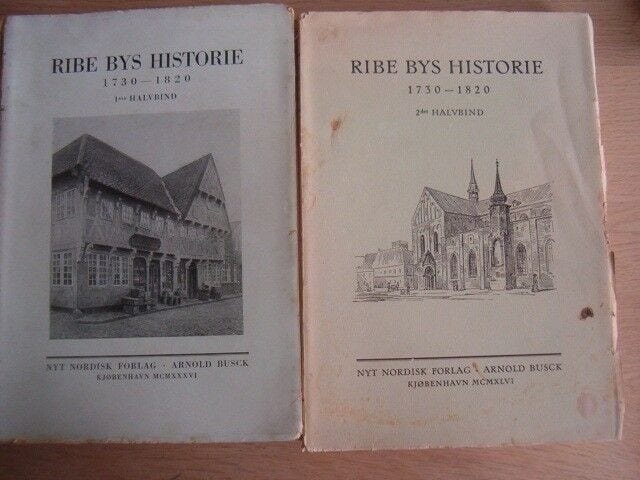 RIBE BYS HISTORIE
1730—1820
1ste HALVBIND
NYT NORDISK FORLAG · ARNOLD BUSCK
KJØBENHAVN MCMXXXVI
RIBE BYS HISTORIE
1730—1820
2det HALVBIND
NYT NORDISK FORLAG · ARNOLD BUSCK
KJØBENHAVN MCMXLVI